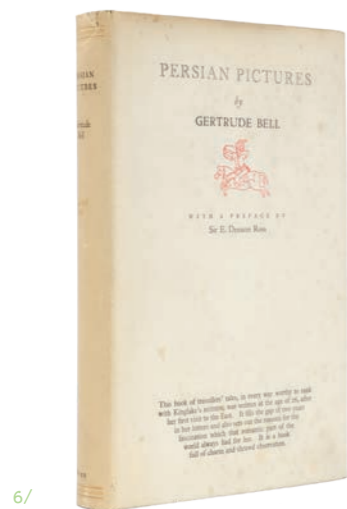 PERSIAN PICTURES
by
GERTRUDE BELL
WITH A PREFACE BY
Sir E. Denison Ross
This book of travellers' tales, in every way worthy to rank
with Kinglake's was written at the age of 26, after
her first visit to the East. It fills the gap of two years
in her letters and also sets out the reasons for the
fascination which that romantic part of the
world always had for her. It is a book
full of charm and shrewd observation.
6/